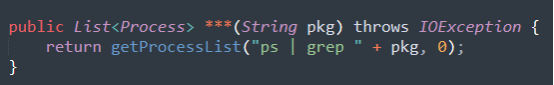 public List<Process> ***(String pkg) throws IOException {
    return getProcessList("ps | grep " + pkg, 0);
}